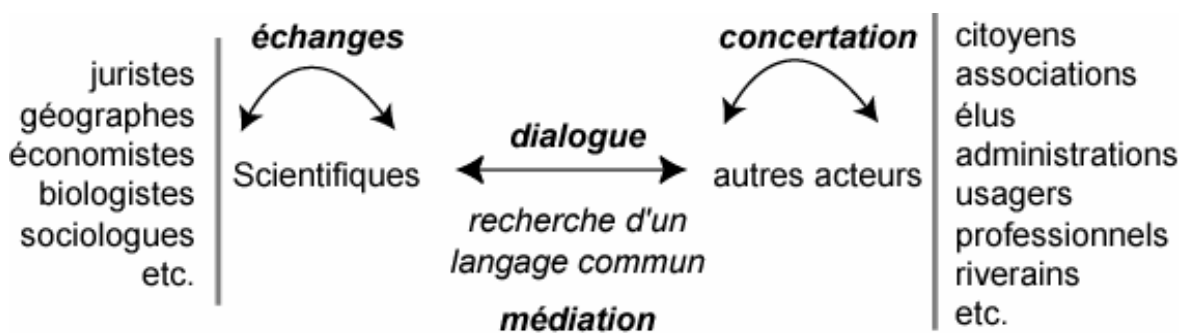 échanges
juristes
géographes
économistes
biologistes
sociologues
etc.
Scientifiques
dialogue
recherche d'un
langage commun
médiation
concertation
autres acteurs
citoyens
associations
élus
administrations
usagers
professionnels
riverains
etc.